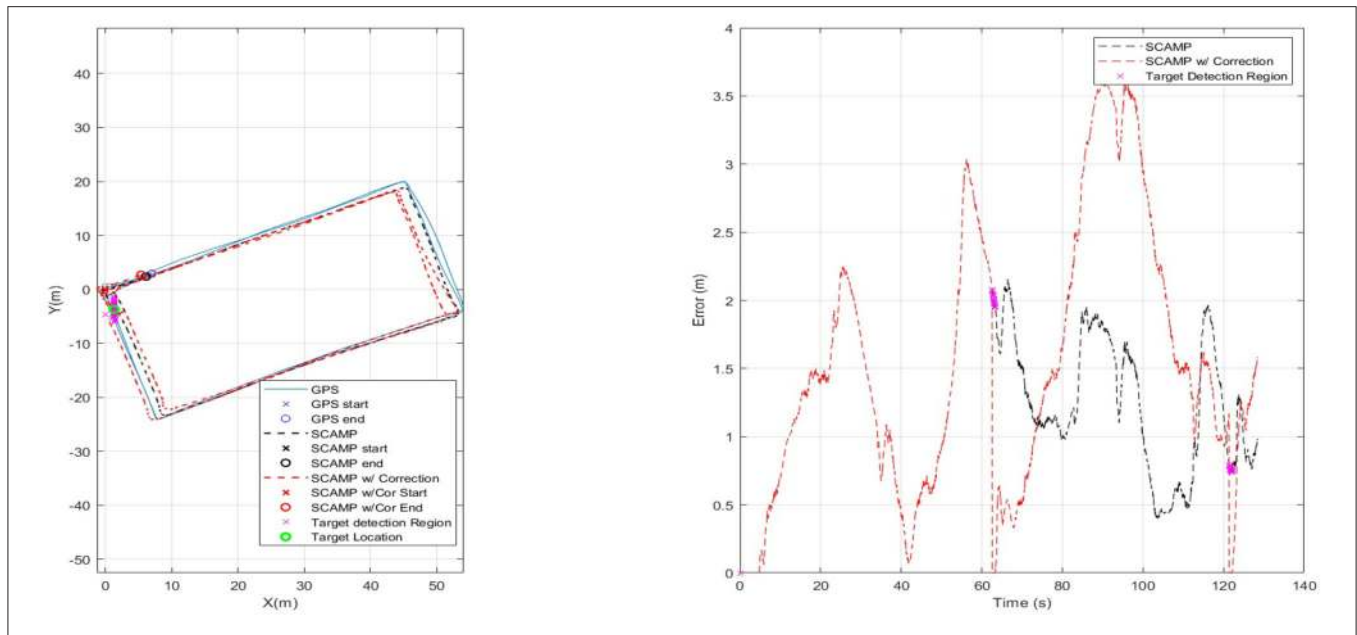 40
30
20
10
0
-10
-20
-30
-40
-50
Y(m)
0
10
20
30
40
50
X(m)
GPS
GPS start
GPS end
SCAMP
SCAMP start
SCAMP end
SCAMP w/ Correction
SCAMP w/Cor Start
SCAMP w/Cor End
Target detection Region
Target Location
4
3.5
3
2.5
2
1.5
1
0.5
0
Error (m)
0
20
40
60
80
100
120
140
Time (s)
SCAMP
SCAMP w/ Correction
Target Detection Region